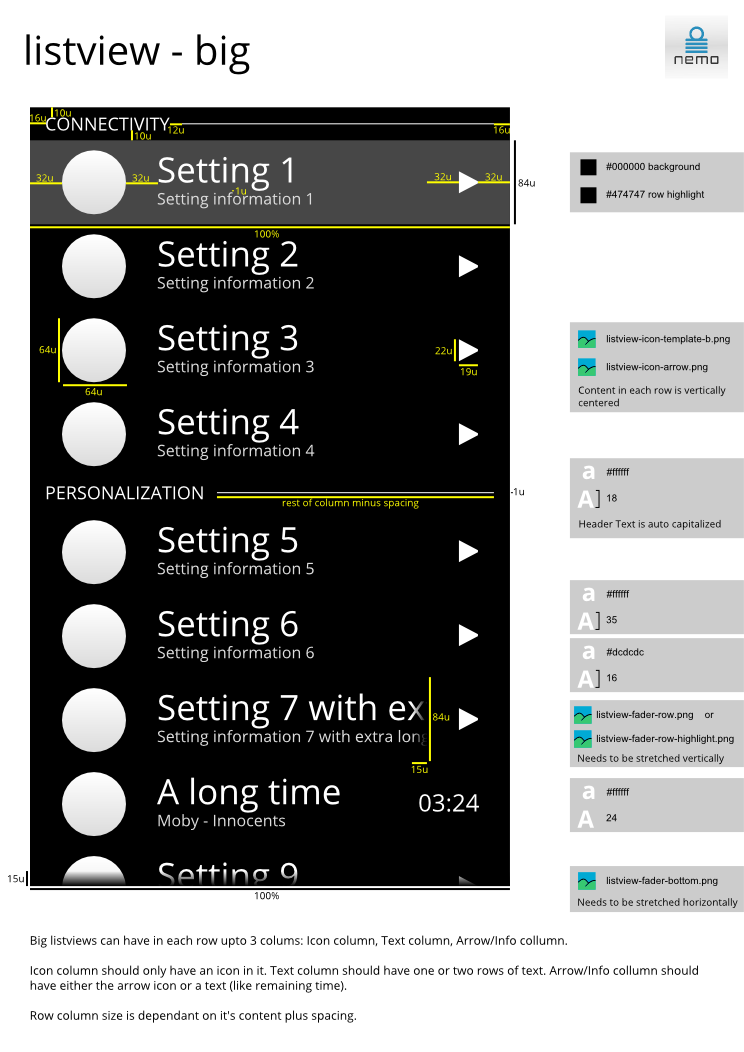 listview - big
nemo
16u
10u
CONNECTIVITY
10u
12u
16u
32u
32u
Setting 1
-1u
Setting information 1
32u
32u
84u
100%
Setting 2
Setting information 2
64u
64u
Setting 3
Setting information 3
22u
19u
Setting 4
Setting information 4
PERSONALIZATION
rest of column minus spacing
-1u
Setting 5
Setting information 5
Setting 6
Setting information 6
Setting 7 with ex
Setting information 7 with extra long
84u
15u
A long time
Moby - Innocents
03:24
Setting 9
15u
100%
#000000 background
#474747 row highlight
listview-icon-template-b.png
listview-icon-arrow.png
Content in each row is vertically
centered
a #ffffff
A] 18
Header Text is auto capitalized
a #ffffff
A] 35
a #dcdcdc
A] 16
listview-fader-row.png or
listview-fader-row-highlight.png
Needs to be stretched vertically
a #ffffff
A 24
listview-fader-bottom.png
Needs to be stretched horizontally
Big listviews can have in each row upto 3 colums: Icon column, Text column, Arrow/Info collumn.
Icon column should only have an icon in it. Text column should have one or two rows of text. Arrow/Info collumn should
have either the arrow icon or a text (like remaining time).
Row column size is dependant on it's content plus spacing.